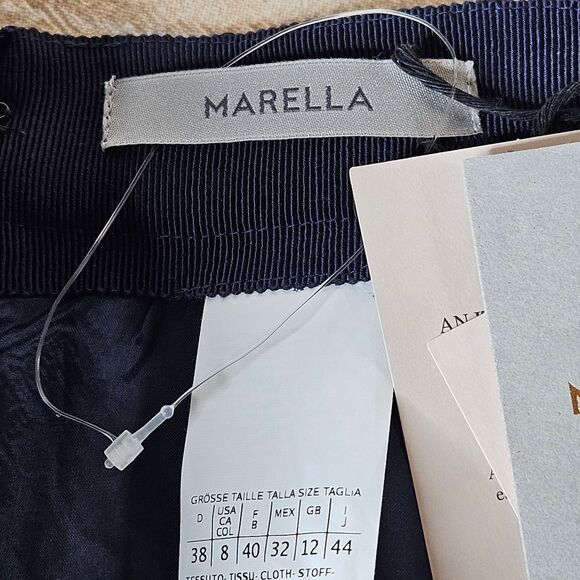 MARELLA
GRÖSSE TAILLE TALLA SIZE TAGLIA
D USA CA COL F B MEX GB I J
38 8 40 32 12 44
TESSUTO-TISSU-CLOTH-STOFF-